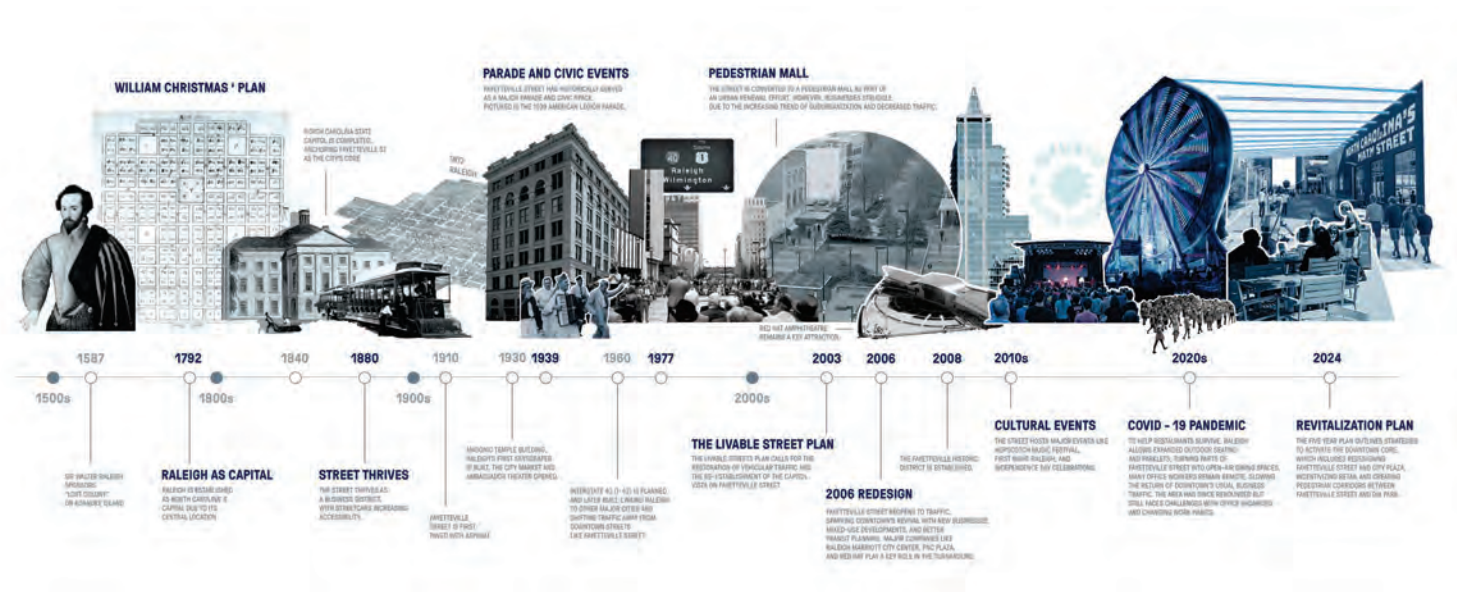 WILLIAM CHRISTMAS ' PLAN
NORTH CAROLINA STATE
CAPITOL IS COMPLETED,
ANCHORING FAYETTEVILLE ST
AS THE CITY'S CORE
RALEIGH
PARADE AND CIVIC EVENTS
FAYETTEVILLE STREET HAS HISTORICALLY SERVED
AS A MAJOR PARADE AND CIVIC SPACE.
PICTURED IS THE 1939 AMERICAN LEGION PARADE.
PEDESTRIAN MALL
THE STREET IS CONVERTED TO A PEDESTRIAN MALL AS PART OF
AN URBAN RENEWAL EFFORT. HOWEVER, BUSINESSES STRUGGLE
DUE TO THE INCREASING TREND OF SUBURBANIZATION AND DECREASED TRAFFIC.
40 1
Raleigh
Wilmington
NORTH CAROLINA'S
MAIN STREET
RED HAT AMPHITHEATRE
REMAINS A KEY ATTRACTION.
1587 1792 1840 1880 1910 1930 1939 1960 1977 2003 2006 2008 2010s 2020s 2024
1500s 1800s 1900s 2000s
SIR WALTER RALEIGH
SPONSORS
"LOST COLONY"
ON ROANOKE ISLAND
RALEIGH AS CAPITAL
RALEIGH IS ESTABLISHED
AS NORTH CAROLINA'S
CAPITAL DUE TO ITS
CENTRAL LOCATION.
STREET THRIVES
THE STREET THRIVES AS
A BUSINESS DISTRICT,
WITH STREETCARS INCREASING
ACCESSIBILITY.
FAYETTEVILLE
STREET IS FIRST
PAVED WITH ASPHALT
MASONIC TEMPLE BUILDING,
RALEIGH'S FIRST SKYSCRAPER
IS BUILT, THE CITY MARKET AND
AMBASSADOR THEATER OPENED.
INTERSTATE 40 (I-40) IS PLANNED
AND LATER BUILT, LINKING RALEIGH
TO OTHER MAJOR CITIES AND
SHIFTING TRAFFIC AWAY FROM
DOWNTOWN STREETS
LIKE FAYETTEVILLE STREET.
THE LIVABLE STREET PLAN
THE LIVABLE STREETS PLAN CALLS FOR THE
RESTORATION OF VEHICULAR TRAFFIC AND
THE RE-ESTABLISHMENT OF THE CAPITOL
VISTA ON FAYETTEVILLE STREET.
2006 REDESIGN
FAYETTEVILLE STREET REOPENS TO TRAFFIC,
SPARKING DOWNTOWN'S REVIVAL WITH NEW BUSINESSES,
MIXED-USE DEVELOPMENTS, AND BETTER
TRANSIT PLANNING. MAJOR COMPANIES LIKE
RALEIGH MARRIOTT CITY CENTER, PNC PLAZA,
AND RED HAT PLAY A KEY ROLE IN THE TURNAROUND.
THE FAYETTEVILLE HISTORIC
DISTRICT IS ESTABLISHED.
CULTURAL EVENTS
THE STREET HOSTS MAJOR EVENTS LIKE
HOPSCOTCH MUSIC FESTIVAL,
FIRST NIGHT RALEIGH, AND
INDEPENDENCE DAY CELEBRATIONS.
COVID - 19 PANDEMIC
TO HELP RESTAURANTS SURVIVE, RALEIGH
ALLOWS EXPANDED OUTDOOR SEATING
AND PARKLETS, TURNING PARTS OF
FAYETTEVILLE STREET INTO OPEN-AIR DINING SPACES.
MANY OFFICE WORKERS REMAIN REMOTE, SLOWING
THE RETURN OF DOWNTOWN'S USUAL BUSINESS
TRAFFIC. THE AREA HAS SINCE REBOUNDED BUT
STILL FACES CHALLENGES WITH OFFICE VACANCIES
AND CHANGING WORK HABITS.
REVITALIZATION PLAN
THE FIVE YEAR PLAN OUTLINES STRATEGIES
TO ACTIVATE THE DOWNTOWN CORE,
WHICH INCLUDED REDESIGNING
FAYETTEVILLE STREET AND CITY PLAZA,
INCENTIVIZING RETAIL AND CREATING
PEDESTRIAN CORRIDORS BETWEEN
FAYETTEVILLE STREET AND DIX PARK.